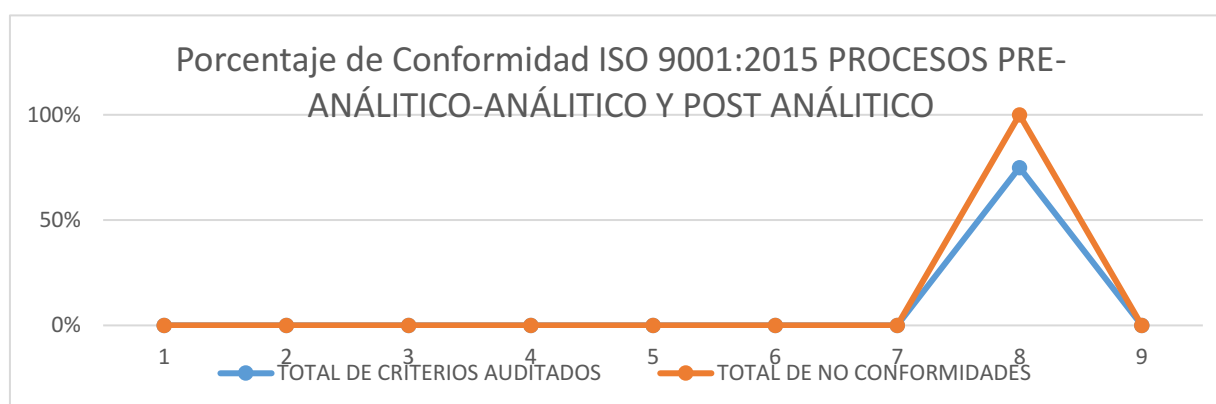 Porcentaje de Conformidad ISO 9001:2015 PROCESOS PRE-
ANÁLITICO-ANÁLITICO Y POST ANÁLITICO
100%
50%
0%
1 2 3 4 5 6 7 8 9
TOTAL DE CRITERIOS AUDITADOS TOTAL DE NO CONFORMIDADES